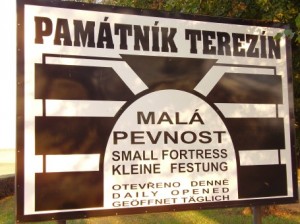 PAMÁTNÍK TEREZÍN
MALÁ
PEVNOST
SMALL FORTRESS
KLEINE FESTUNG
OTEVŘENO DENNĚ
DAILY OPENED
GEÖFFNET TÄGLICH